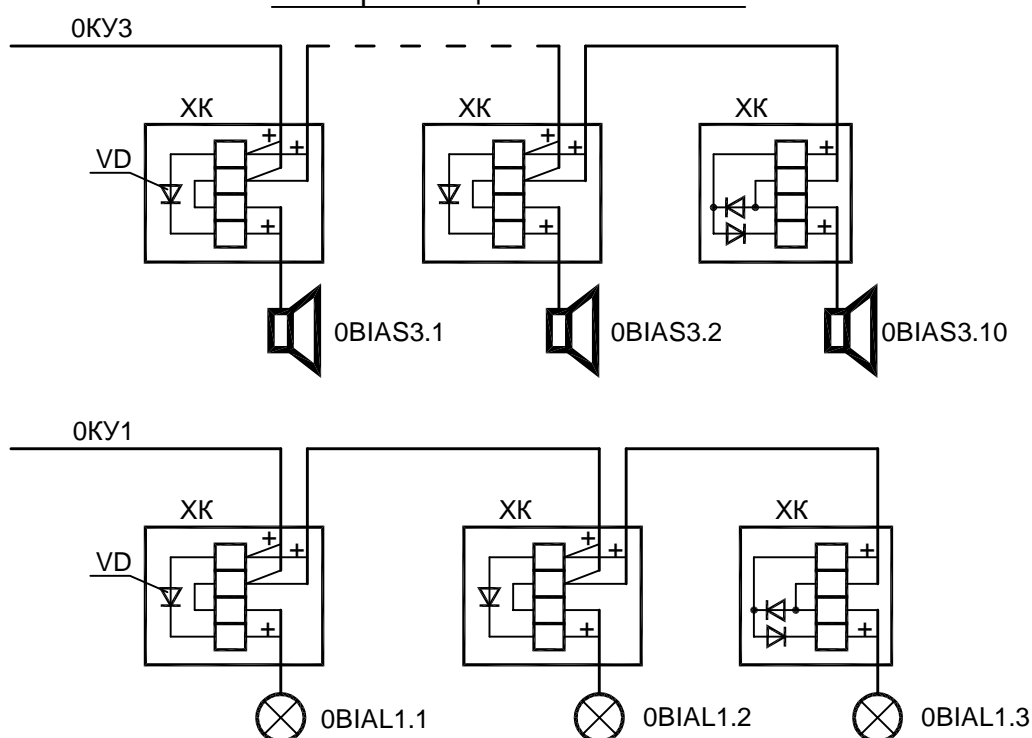 0КУ3
ХК ХК ХК
VD
+ + + + + +
+ + +
0BIAS3.1 0BIAS3.2 0BIAS3.10
0КУ1
ХК ХК ХК
VD
+ + + + +
+ + +
0BIAL1.1 0BIAL1.2 0BIAL1.3